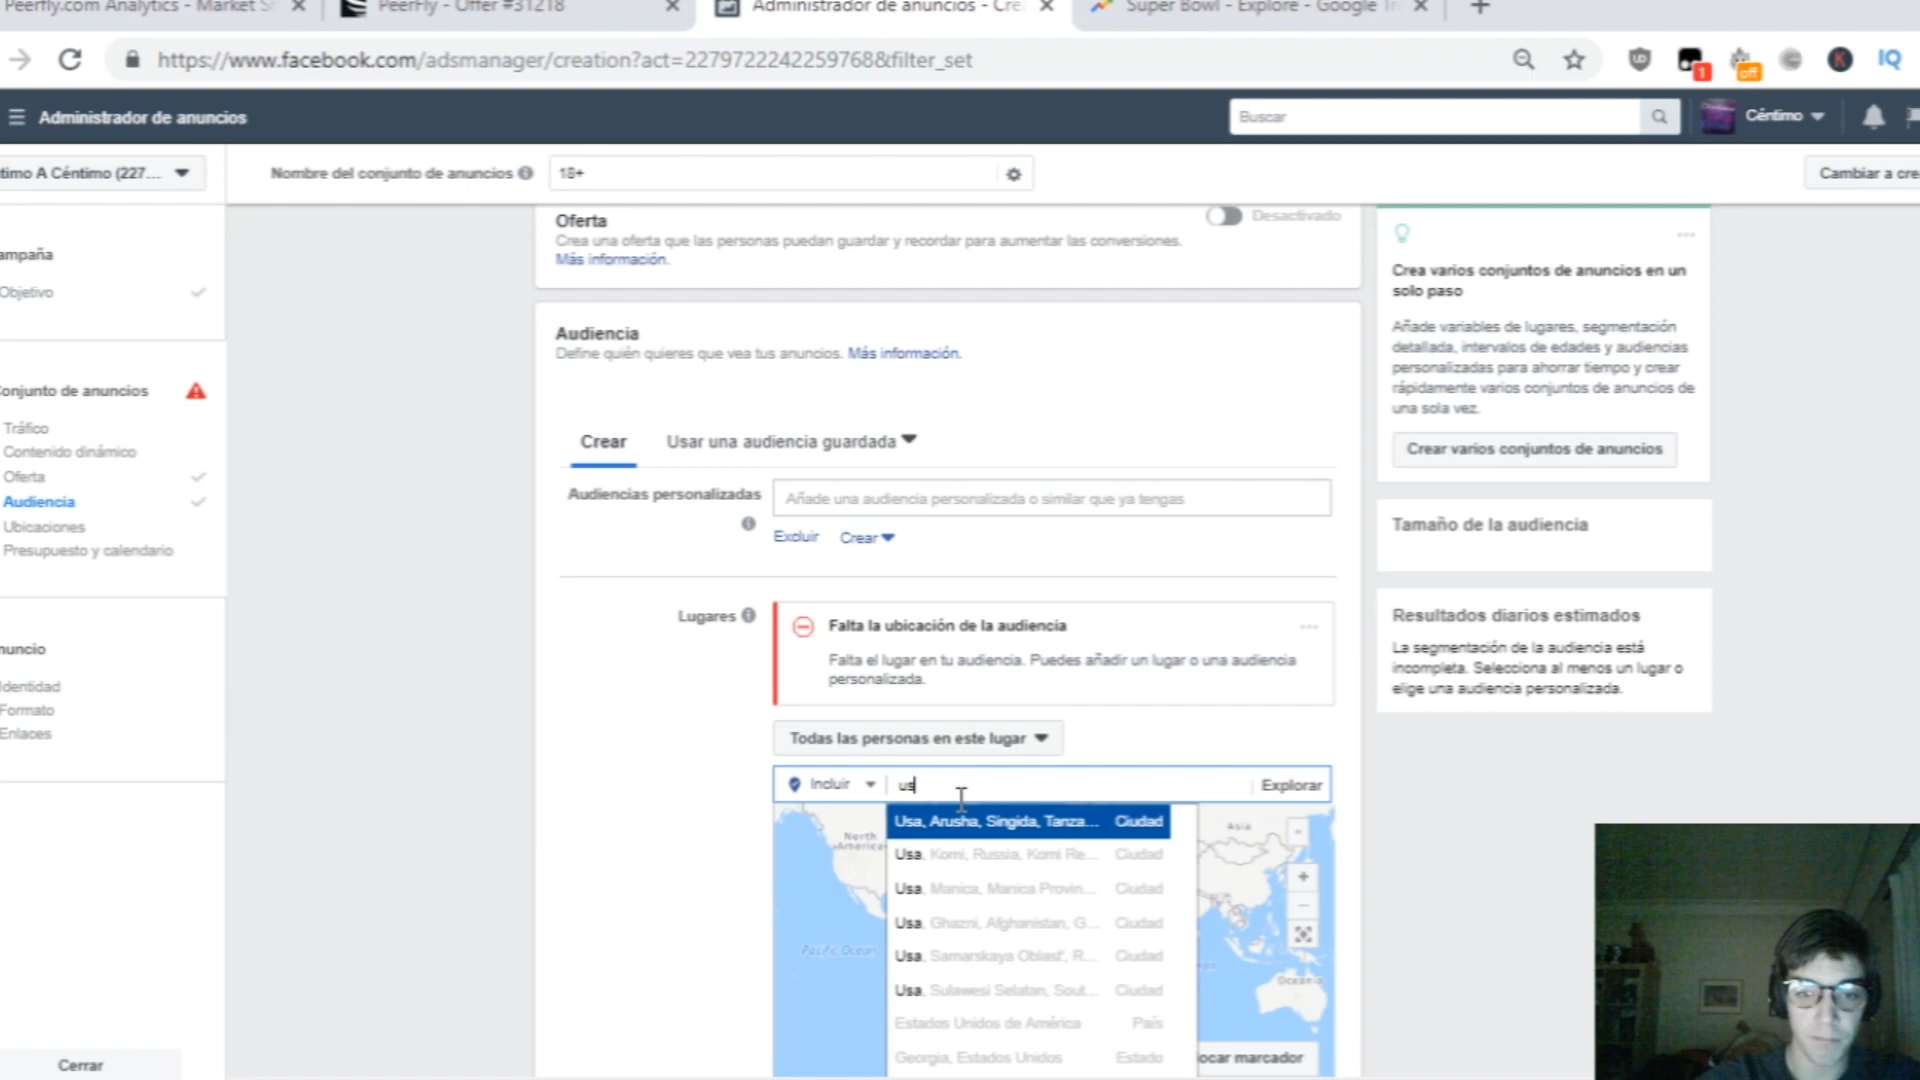 Peerfly.com Analytics - Market
PeerFly - Offer #31218
Administrador de anuncios - Cre
Super Bowl - Explore - Google
https://www.facebook.com/adsmanager/creation?act=2279722242259768&filter_set
1
off
K
IQ
Administrador de anuncios
Buscar
Céntimo
timo A Céntimo (227...
Nombre del conjunto de anuncios
18+
Cambiar a cre
Oferta
Desactivado
Crea una oferta que las personas puedan guardar y recordar para aumentar las conversiones.
Más información.
ampaña
Objetivo
Conjunto de anuncios
Tráfico
Contenido dinámico
Oferta
Audiencia
Ubicaciones
Presupuesto y calendario
nuncio
Identidad
Formato
Enlaces
Cerrar
Audiencia
Define quién quieres que vea tus anuncios. Más información.
Crear
Usar una audiencia guardada
Audiencias personalizadas
Añade una audiencia personalizada o similar que ya tengas
Excluir
Crear
Lugares
Falta la ubicación de la audiencia
Falta el lugar en tu audiencia. Puedes añadir un lugar o una audiencia
personalizada.
Todas las personas en este lugar
Incluir
us
Explorar
Usa, Arusha, Singida, Tanza... Ciudad
Usa, Komi, Russia, Komi Re... Ciudad
Usa, Manica, Manica Provin... Ciudad
Usa, Ghazni, Afghanistan, G... Ciudad
Usa, Samarskaya Oblast', R... Ciudad
Usa, Sulawesi Selatan, Sout... Ciudad
Estados Unidos de América País
Georgia, Estados Unidos Estado
North
America
Pacific Ocean
Asia
Oceania
ocar marcador
Crea varios conjuntos de anuncios en un
solo paso
Añade variables de lugares, segmentación
detallada, intervalos de edades y audiencias
personalizadas para ahorrar tiempo y crear
rápidamente varios conjuntos de anuncios de
una sola vez.
Crear varios conjuntos de anuncios
Tamaño de la audiencia
Resultados diarios estimados
La segmentación de la audiencia está
incompleta. Selecciona al menos un lugar o
elige una audiencia personalizada.